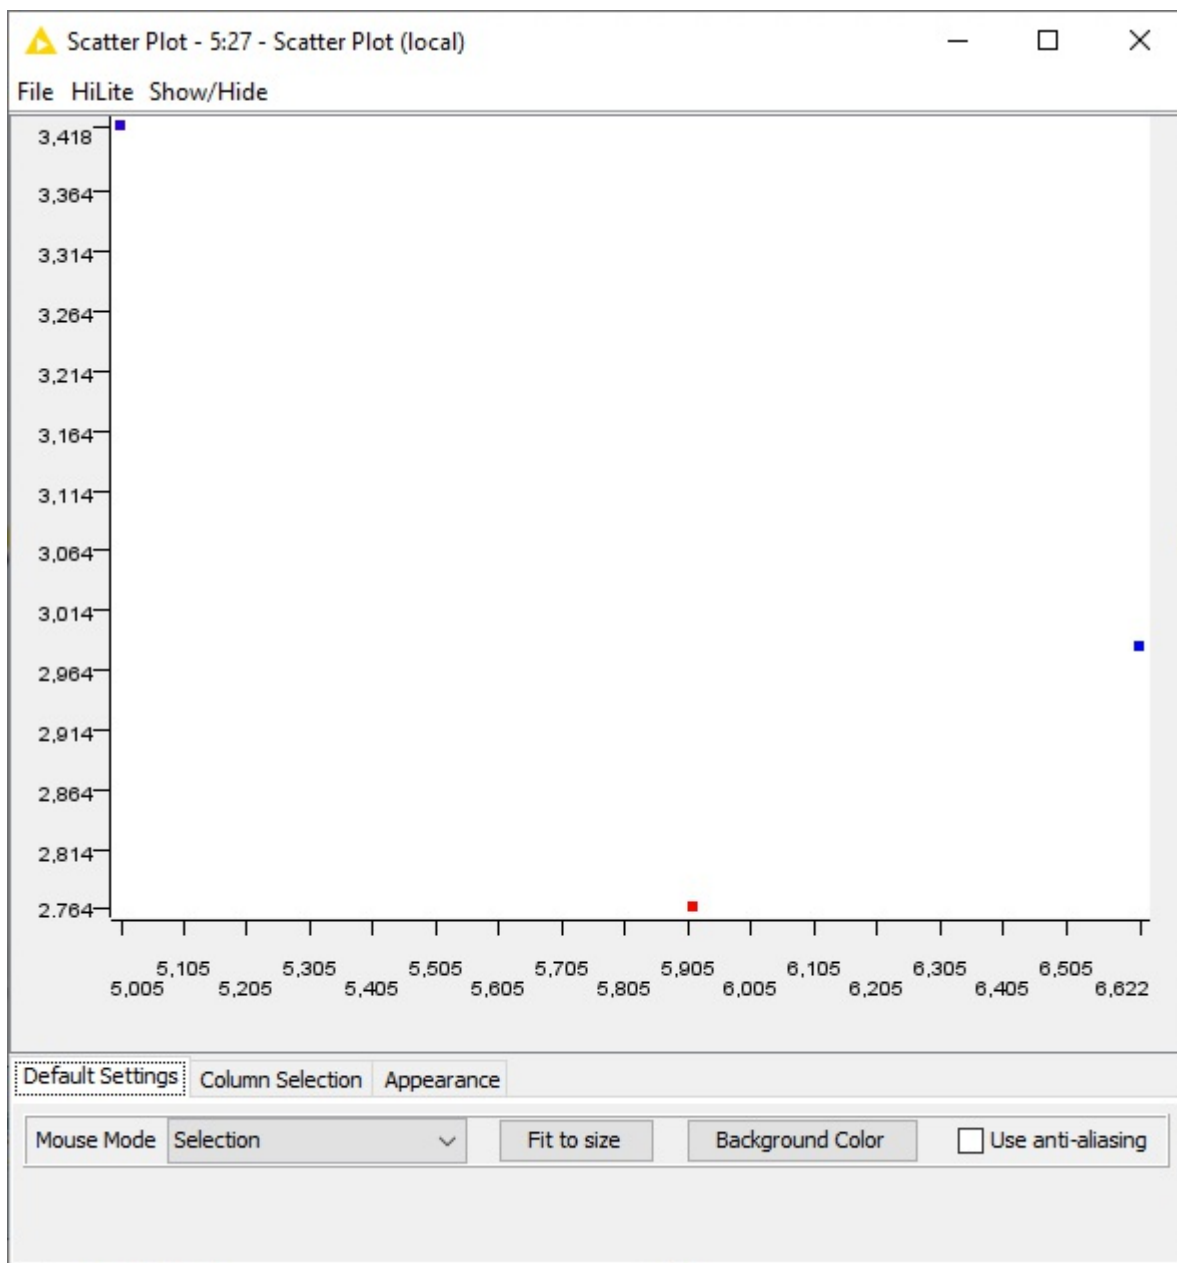 Scatter Plot - 5:27 - Scatter Plot (local)
File HiLite Show/Hide
3,418
3,364
3,314
3,264
3,214
3,164
3,114
3,064
3,014
2,964
2,914
2,864
2,814
2.764
5,105 5,305 5,505 5,705 5,905 6,105 6,305 6,505
5,005 5,205 5,405 5,605 5,805 6,005 6,205 6,405 6,622
Default Settings Column Selection Appearance
Mouse Mode Selection Fit to size Background Color Use anti-aliasing